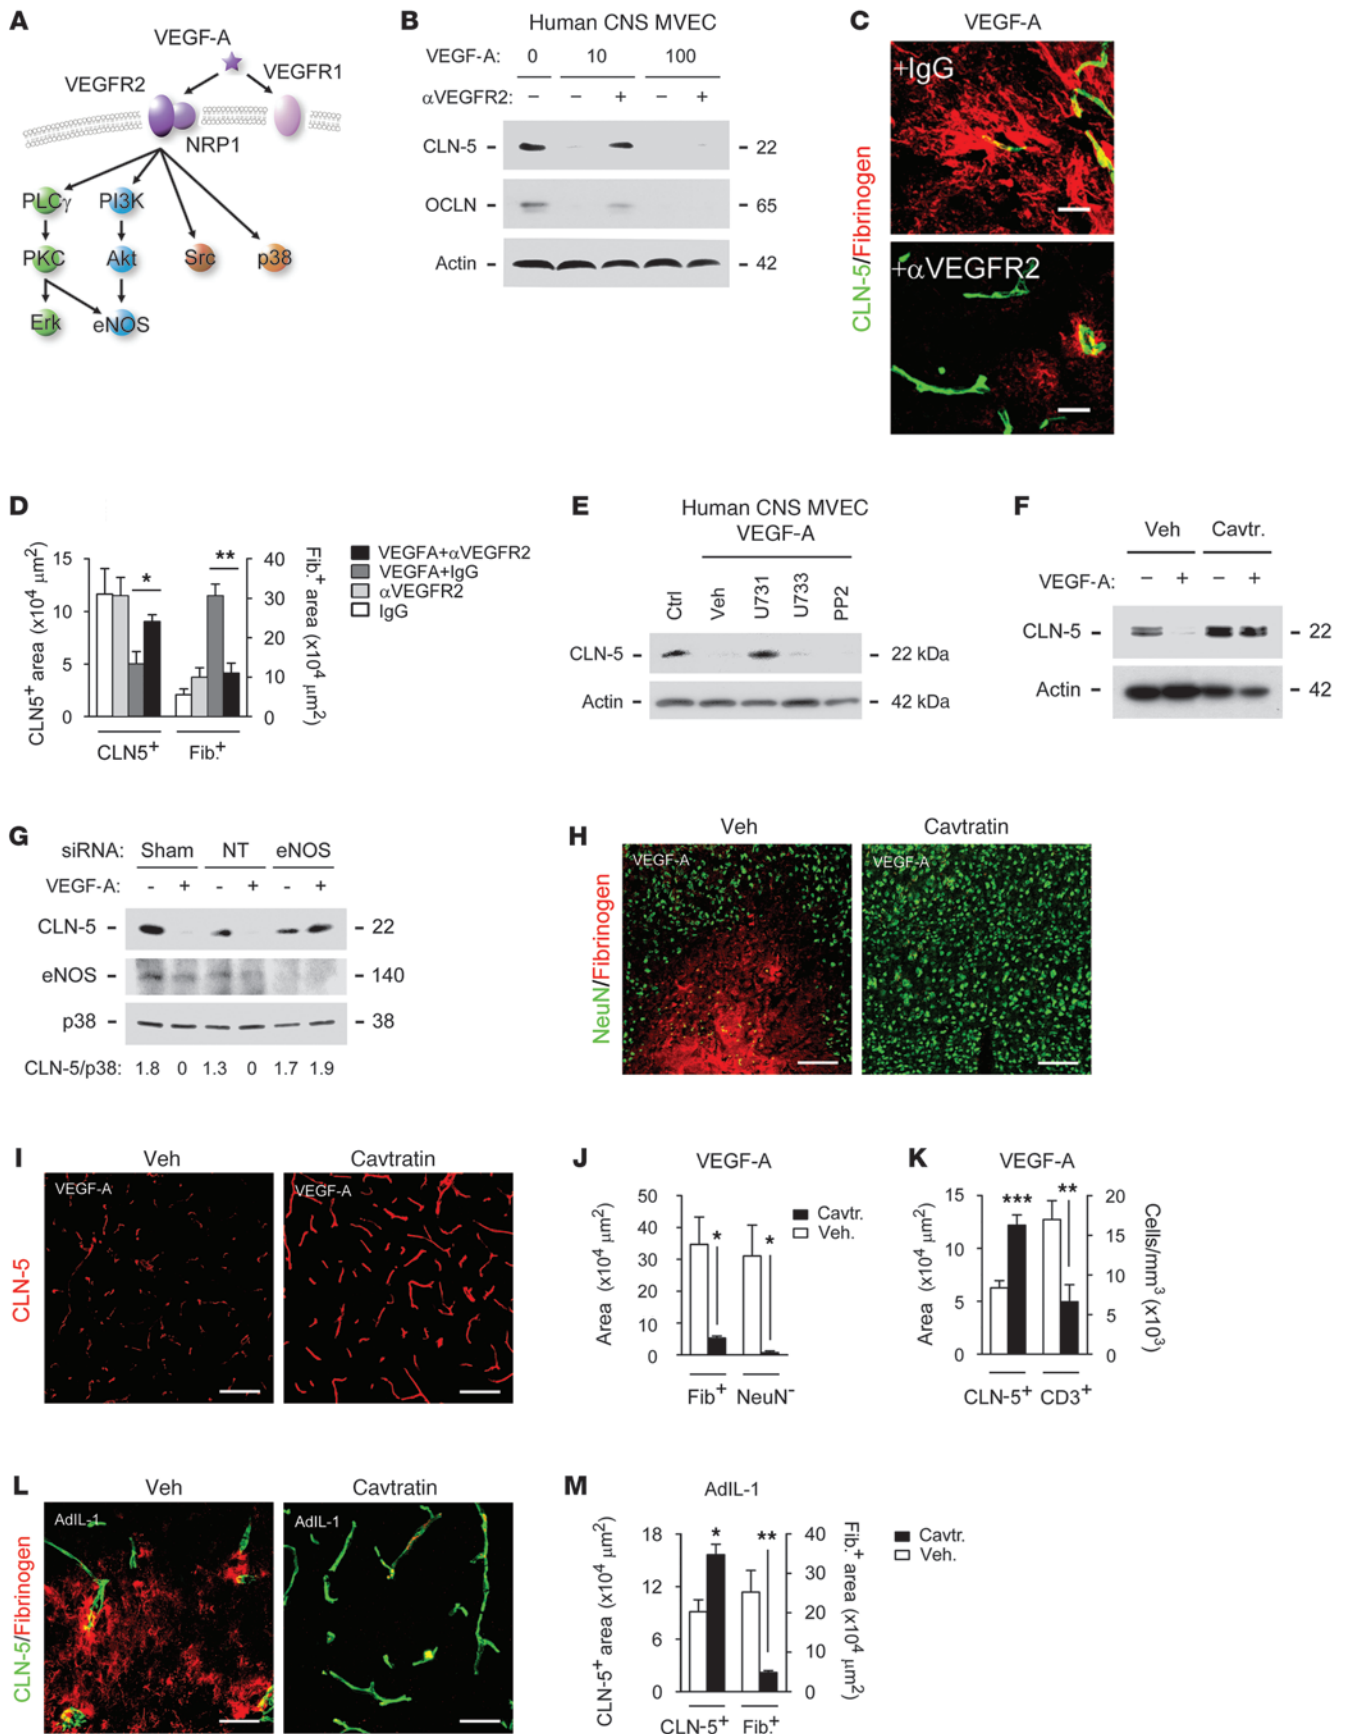 A
VEGF-A
VEGFR2
VEGFR1
NRP1
PLCγ PI3K
PKC Akt Src p38
Erk eNOS
B
Human CNS MVEC
VEGF-A: 0 10 100
αVEGFR2: – – + – +
CLN-5 – – 22
OCLN – – 65
Actin – – 42
C
VEGF-A
+IgG
+αVEGFR2
CLN-5/Fibrinogen
D
CLN5+ area (x10⁴ μm²)
15
10
5
0
* **
Fib.+ area (x10⁴ μm²)
40
30
20
10
0
CLN5+ Fib.+
VEGFA+αVEGFR2
VEGFA+IgG
αVEGFR2
IgG
E
Human CNS MVEC
VEGF-A
Ctrl Veh U731 U733 PP2
CLN-5 – – 22 kDa
Actin – – 42 kDa
F
Veh Cavtr.
VEGF-A: – + – +
CLN-5 – – 22
Actin – – 42
G
siRNA: Sham NT eNOS
VEGF-A: - + - + - +
CLN-5 – – 22
eNOS – – 140
p38 – – 38
CLN-5/p38: 1.8 0 1.3 0 1.7 1.9
H
Veh Cavtratin
VEGF-A VEGF-A
NeuN/Fibrinogen
I
Veh Cavtratin
VEGF-A VEGF-A
CLN-5
J
VEGF-A
Area (x10⁴ μm²)
50
40
30
20
10
0
* *
Fib+ NeuN-
Cavtr.
Veh.
K
VEGF-A
Area (x10⁴ μm²)
15
10
5
0
*** **
Cells/mm³ (x10³)
20
15
10
5
0
CLN-5+ CD3+
L
Veh Cavtratin
AdIL-1 AdIL-1
CLN-5/Fibrinogen
M
AdIL-1
CLN-5+ area (x10⁴ μm²)
18
12
6
0
* **
Fib.+ area (x10⁴ μm²)
40
30
20
10
0
CLN-5+ Fib.+
Cavtr.
Veh.